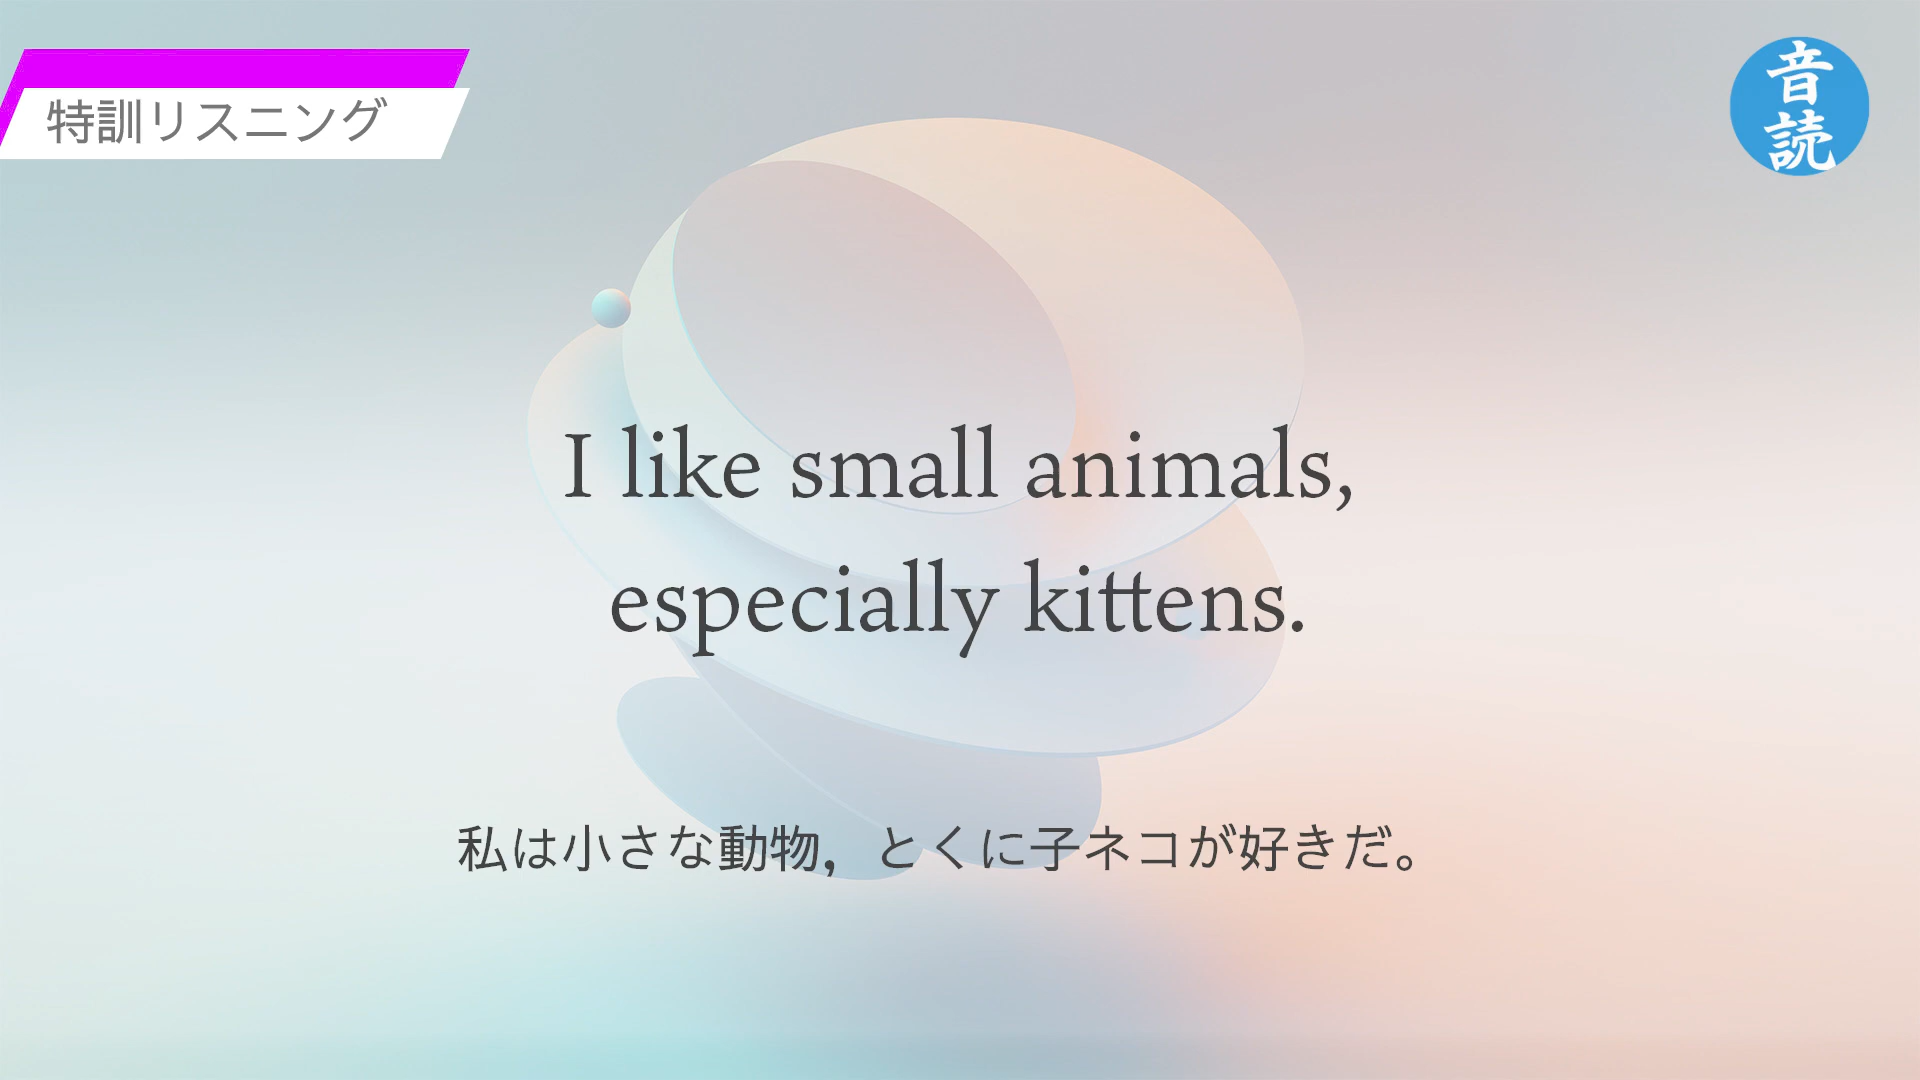 特訓リスニング
音読
I like small animals,
especially kittens.
私は小さな動物，とくに子ネコが好きだ。